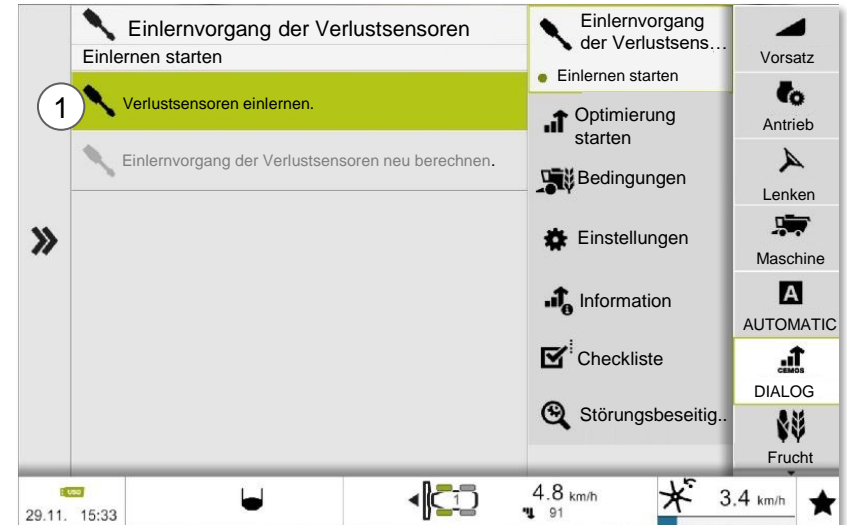 Einlernvorgang der Verlustsensoren
Einlernen starten
1
Verlustsensoren einlernen.
Einlernvorgang der Verlustsensoren neu berechnen.
Einlernvorgang
der Verlustsens...
Einlernen starten
Optimierung
starten
Bedingungen
Einstellungen
Information
Checkliste
Störungsbeseitig..
Vorsatz
Antrieb
Lenken
Maschine
A
AUTOMATIC
CEMOS
DIALOG
Frucht
USB
29.11. 15:33
1
4.8 km/h
91
3.4 km/h